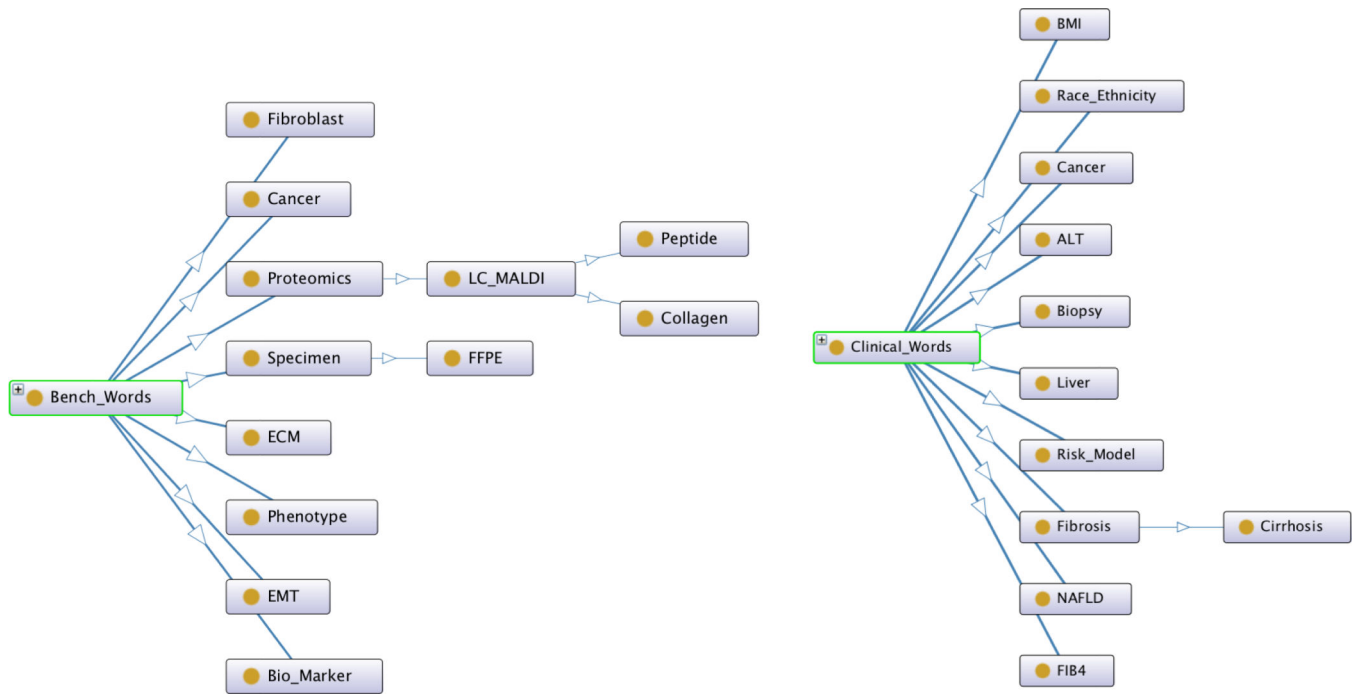 Bench_Words
Fibroblast
Cancer
Proteomics
LC_MALDI
Peptide
Collagen
Specimen
FFPE
ECM
Phenotype
EMT
Bio_Marker
Clinical_Words
BMI
Race_Ethnicity
Cancer
ALT
Biopsy
Liver
Risk_Model
Fibrosis
Cirrhosis
NAFLD
FIB4